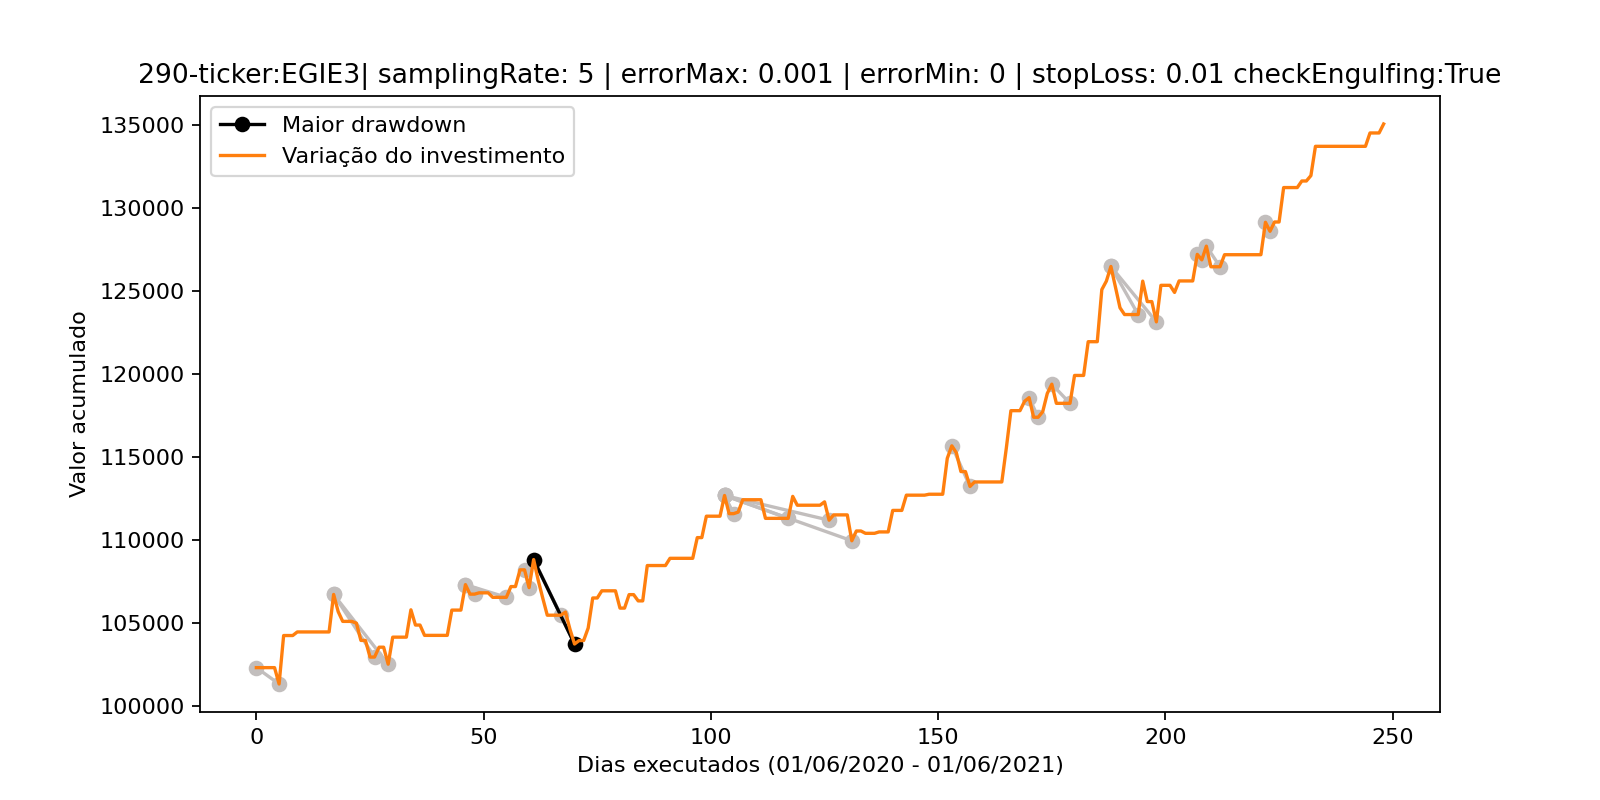 290-ticker:EGIE3| samplingRate: 5 | errorMax: 0.001 | errorMin: 0 | stopLoss: 0.01 checkEngulfing:True
Maior drawdown
Variação do investimento
135000
130000
125000
120000
115000
110000
105000
100000
Valor acumulado
0 50 100 150 200 250
Dias executados (01/06/2020 - 01/06/2021)